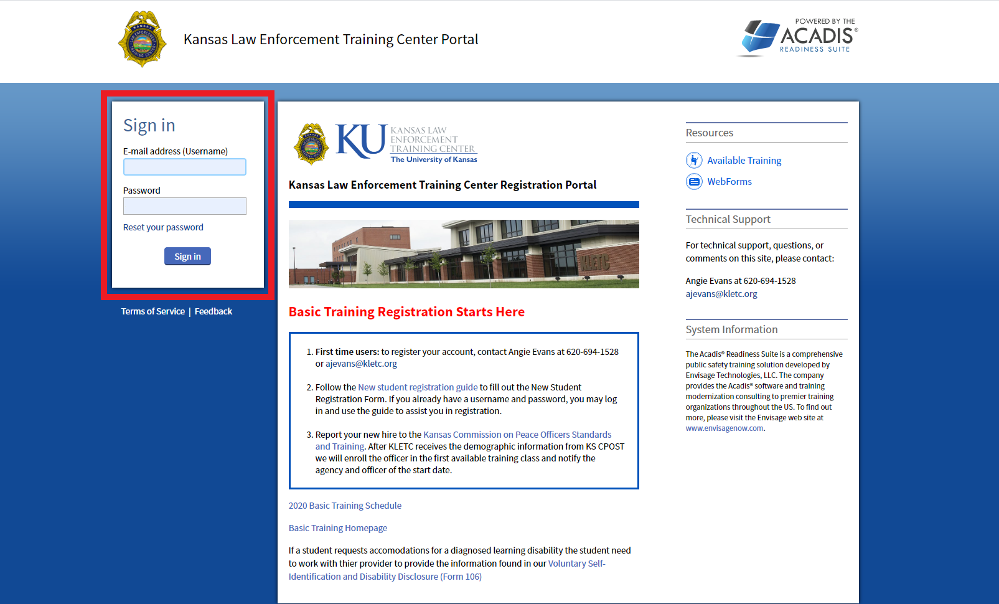 Kansas Law Enforcement Training Center Portal
POWERED BY THE
ACADIS®
READINESS SUITE
Sign in
E-mail address (Username)
Password
Reset your password
Sign in
Terms of Service | Feedback
KU KANSAS LAW
ENFORCEMENT
TRAINING CENTER
The University of Kansas
Kansas Law Enforcement Training Center Registration Portal
KLETC
Basic Training Registration Starts Here
1. First time users: to register your account, contact Angie Evans at 620-694-1528
or ajevans@kletc.org
2. Follow the New student registration guide to fill out the New Student
Registration Form. If you already have a username and password, you may log
in and use the guide to assist you in registration.
3. Report your new hire to the Kansas Commission on Peace Officers Standards
and Training. After KLETC receives the demographic information from KS CPOST
we will enroll the officer in the first available training class and notify the
agency and officer of the start date.
2020 Basic Training Schedule
Basic Training Homepage
If a student requests accomodations for a diagnosed learning disability the student need
to work with thier provider to provide the information found in our Voluntary Self-
Identification and Disability Disclosure (Form 106)
Resources
Available Training
WebForms
Technical Support
For technical support, questions, or
comments on this site, please contact:
Angie Evans at 620-694-1528
ajevans@kletc.org
System Information
The Acadis® Readiness Suite is a comprehensive
public safety training solution developed by
Envisage Technologies, LLC. The company
provides the Acadis® software and training
modernization consulting to premier training
organizations throughout the US. To find out
more, please visit the Envisage web site at
www.envisagenow.com.